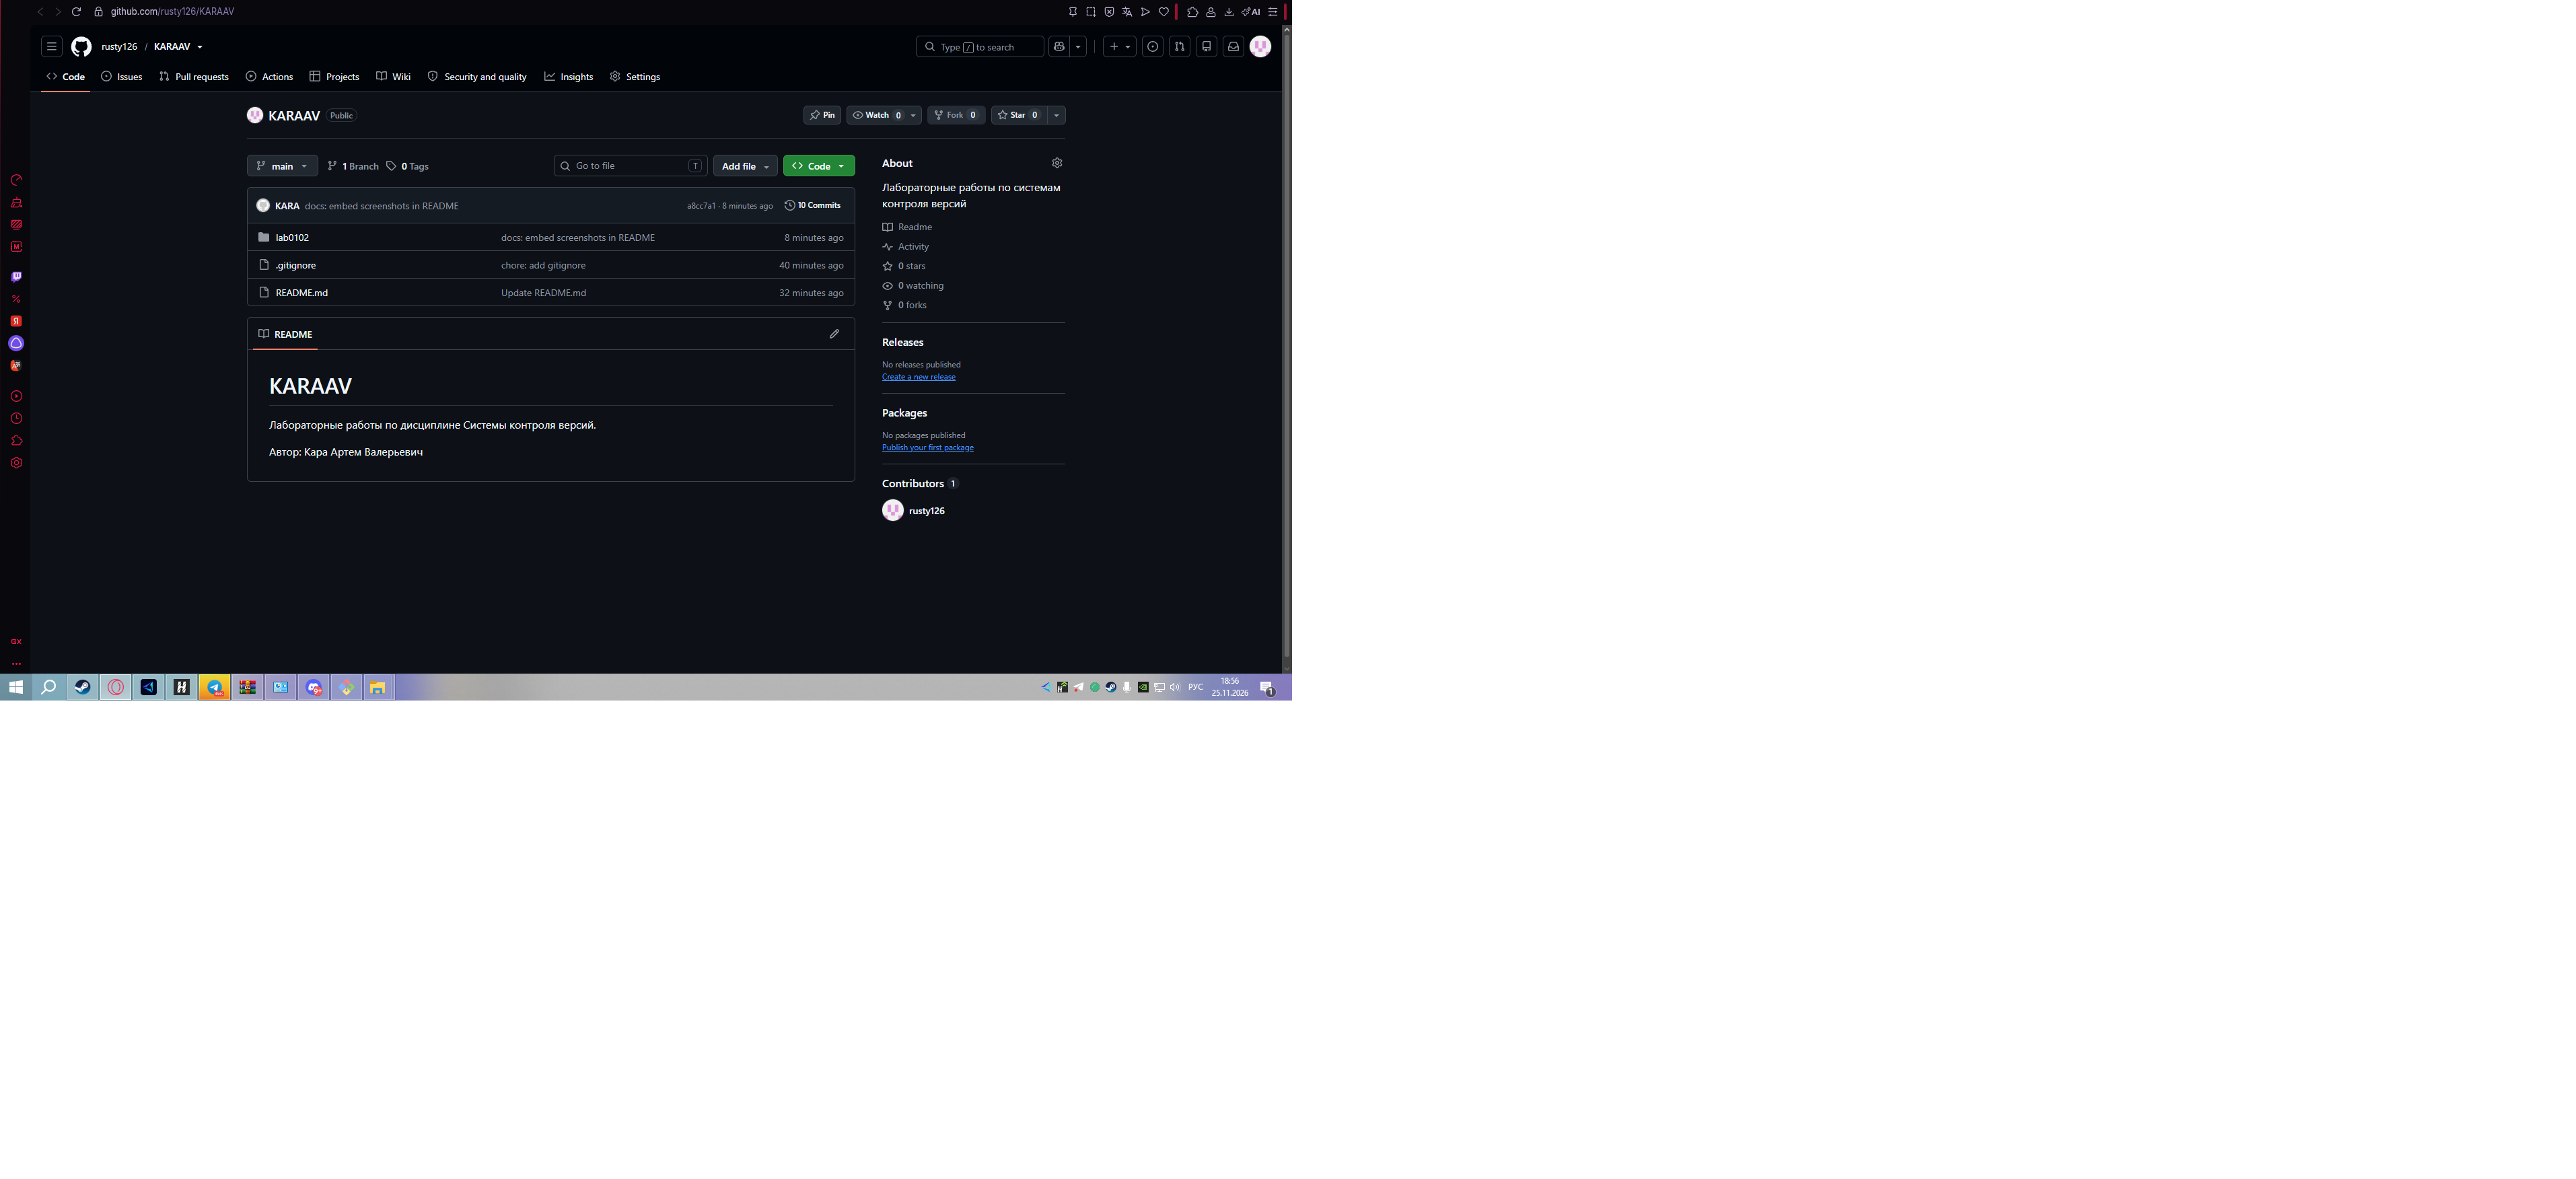 github.com/rusty126/KARAAV
AI
rusty126 / KARAAV
Type / to search
Code Issues Pull requests Actions Projects Wiki Security and quality Insights Settings
KARAAV Public
Pin Watch 0 Fork 0 Star 0
main 1 Branch 0 Tags
Go to file T
Add file Code
KARA docs: embed screenshots in README a8cc7a1 · 8 minutes ago 10 Commits
lab0102 docs: embed screenshots in README 8 minutes ago
.gitignore chore: add gitignore 40 minutes ago
README.md Update README.md 32 minutes ago
README
KARAAV
Лабораторные работы по дисциплине Системы контроля версий.
Автор: Кара Артем Валерьевич
About
Лабораторные работы по системам
контроля версий
Readme
Activity
0 stars
0 watching
0 forks
Releases
No releases published
Create a new release
Packages
No packages published
Publish your first package
Contributors 1
rusty126
РУС
18:56
25.11.2026
1